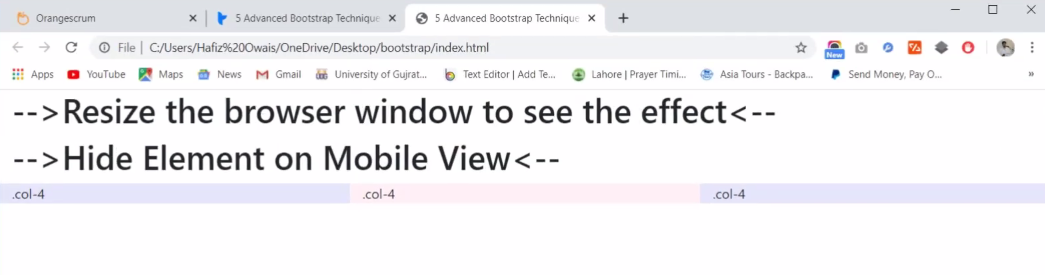 Orangescrum
5 Advanced Bootstrap Technique
5 Advanced Bootstrap Technique
File | C:/Users/Hafiz%20Owais/OneDrive/Desktop/bootstrap/index.html
New
Apps YouTube Maps News Gmail University of Gujrat... Text Editor | Add Te... Lahore | Prayer Timi... Asia Tours - Backpa... Send Money, Pay O... »
-->Resize the browser window to see the effect<--
-->Hide Element on Mobile View<--
.col-4 .col-4 .col-4